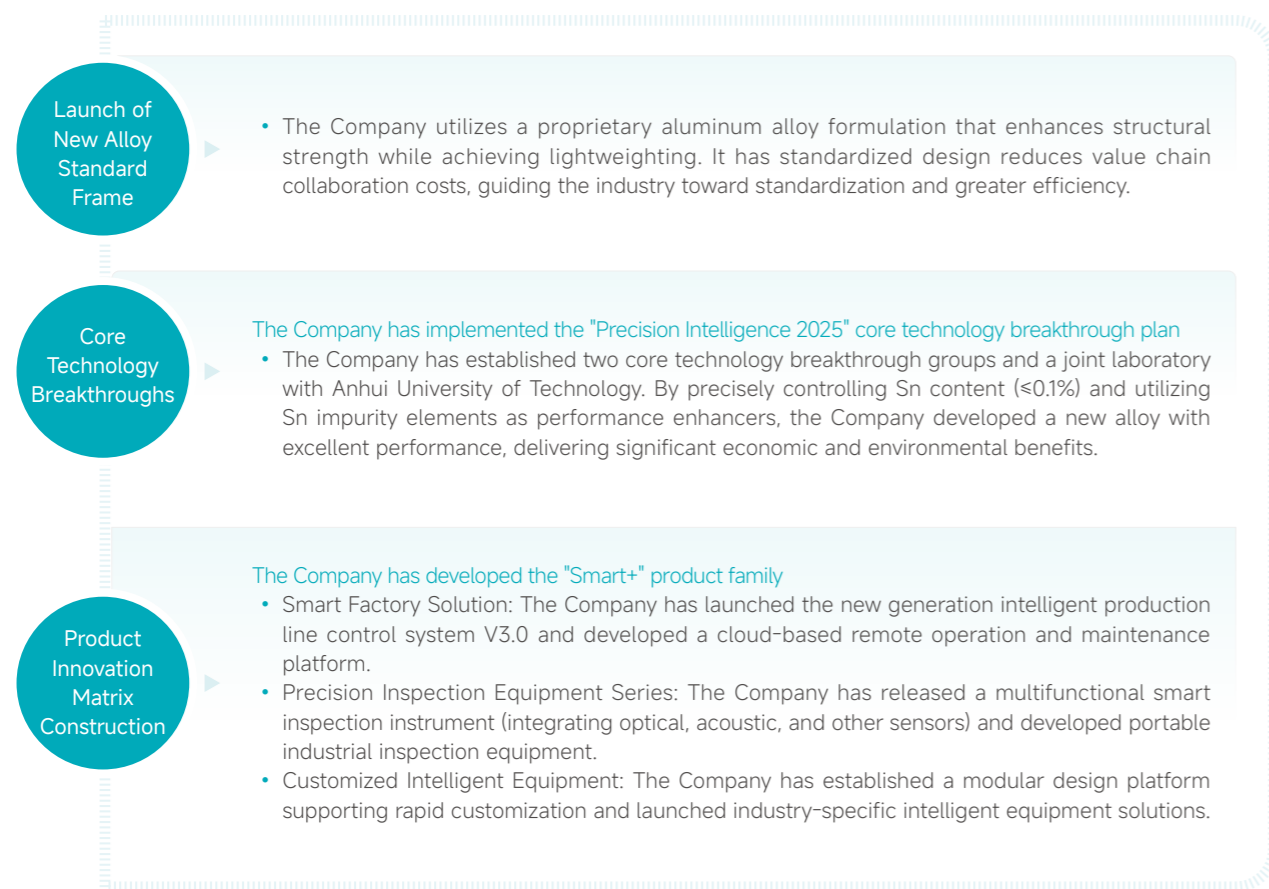 Launch of
New Alloy
Standard
Frame
• The Company utilizes a proprietary aluminum alloy formulation that enhances structural
strength while achieving lightweighting. It has standardized design reduces value chain
collaboration costs, guiding the industry toward standardization and greater efficiency.
Core
Technology
Breakthroughs
The Company has implemented the "Precision Intelligence 2025" core technology breakthrough plan
• The Company has established two core technology breakthrough groups and a joint laboratory
with Anhui University of Technology. By precisely controlling Sn content (≤0.1%) and utilizing
Sn impurity elements as performance enhancers, the Company developed a new alloy with
excellent performance, delivering significant economic and environmental benefits.
Product
Innovation
Matrix
Construction
The Company has developed the "Smart+" product family
• Smart Factory Solution: The Company has launched the new generation intelligent production
line control system V3.0 and developed a cloud-based remote operation and maintenance
platform.
• Precision Inspection Equipment Series: The Company has released a multifunctional smart
inspection instrument (integrating optical, acoustic, and other sensors) and developed portable
industrial inspection equipment.
• Customized Intelligent Equipment: The Company has established a modular design platform
supporting rapid customization and launched industry-specific intelligent equipment solutions.